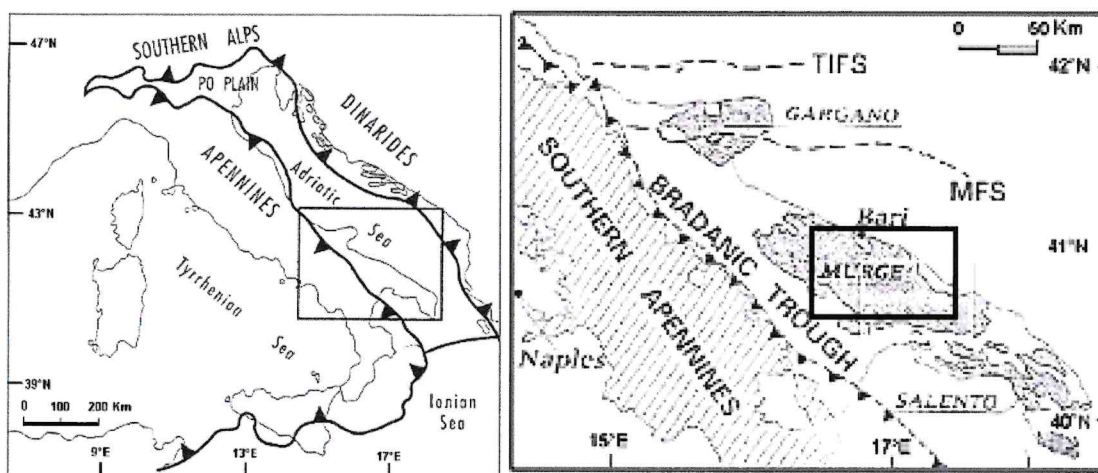 47°N
SOUTHERN ALPS
PO PLAIN
DINARIDES
APENNINES
Adriatic
Sea
43°N
Tyrrhenian
Sea
39°N
0 100 200 Km
Ionian
Sea
9°E
13°E
17°E
0 50 Km
TIFS
42°N
GARGANO
MFS
SOUTHERN
APENNINES
BRADANIC
TROUGH
Bari
41°N
MURGE
Naples
SALENTO
40°N
15°E
17°E